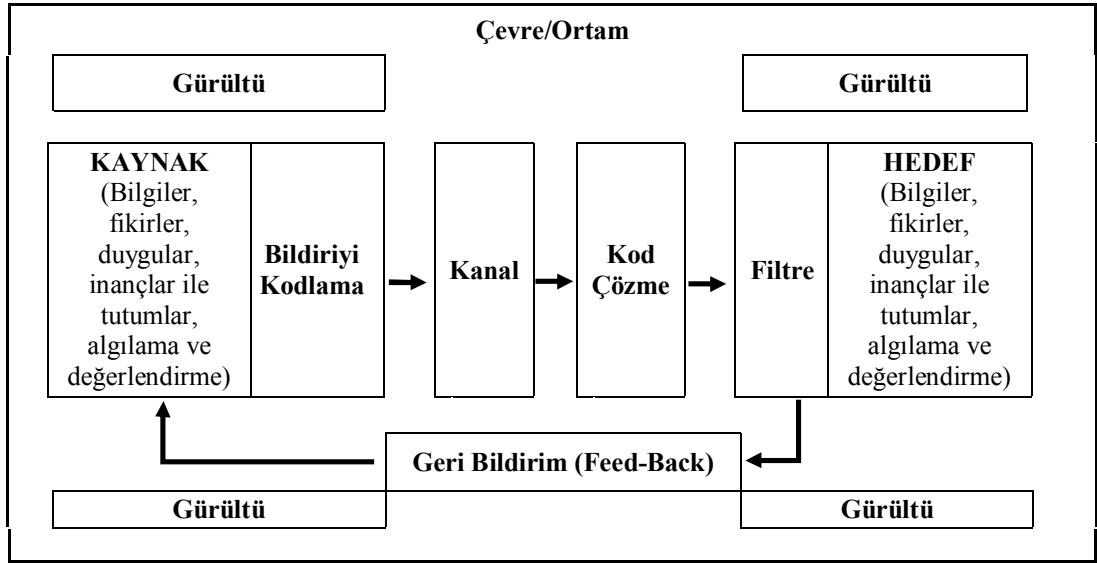 Çevre/Ortam
Gürültü
Gürültü
KAYNAK
(Bilgiler,
fikirler,
duygular,
inançlar ile
tutumlar,
algılama ve
değerlendirme)
Bildiriyi
Kodlama
Kanal
Kod
Çözme
Filtre
HEDEF
(Bilgiler,
fikirler,
duygular,
inançlar ile
tutumlar,
algılama ve
değerlendirme)
Geri Bildirim (Feed-Back)
Gürültü
Gürültü